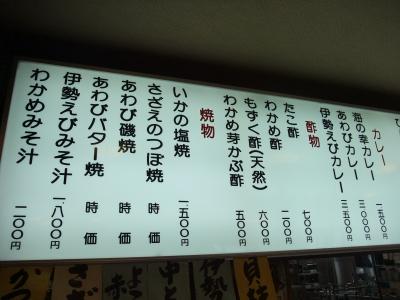 カレー
海の幸カレー 一五〇〇円
あわびカレー 三〇〇〇円
伊勢えびカレー 三五〇〇円
酢物
たこ酢 七〇〇円
わかめ酢 二〇〇円
もずく酢(天然) 六〇〇円
わかめ芽かぶ酢 五〇〇円
焼物
いかの塩焼 一五〇〇円
さざえのつぼ焼 時価
あわび磯焼 時価
あわびバター焼 時価
伊勢えびみそ汁 一八〇〇円
わかめみそ汁 二〇〇円